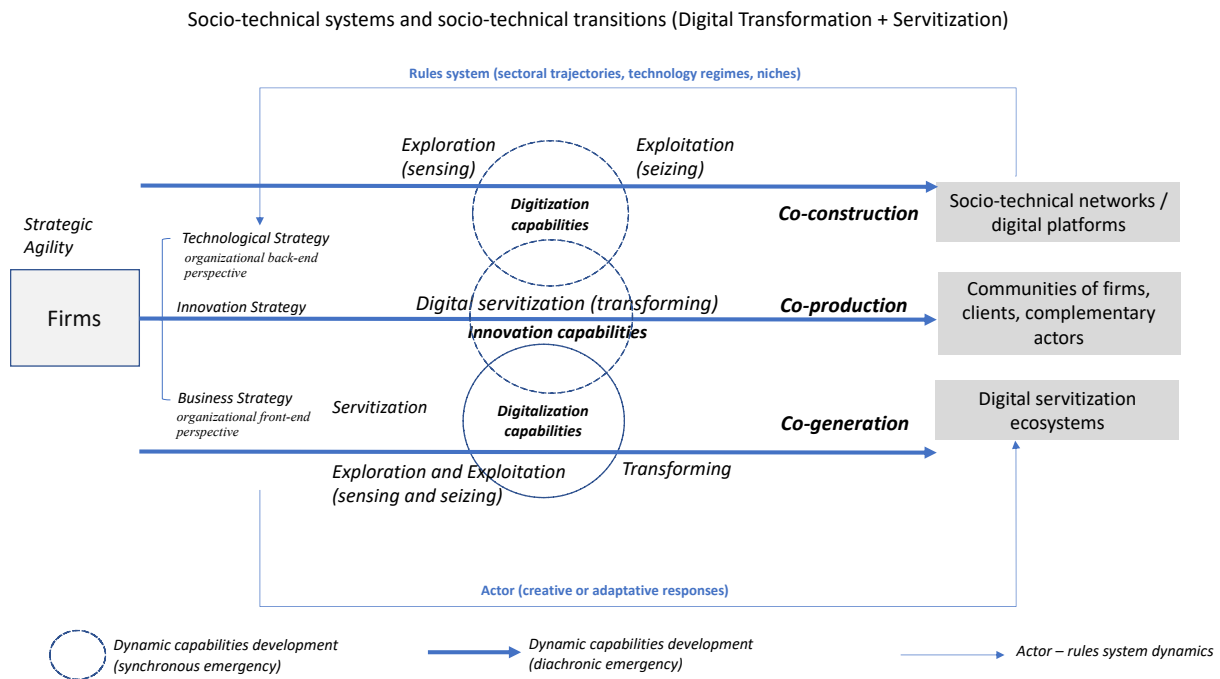 Socio-technical systems and socio-technical transitions (Digital Transformation + Servitization)
Rules system (sectoral trajectories, technology regimes, niches)
Exploration
(sensing)
Exploitation
(seizing)
Digitization
capabilities
Co-construction
Socio-technical networks /
digital platforms
Strategic
Agility
Technological Strategy
organizational back-end
perspective
Firms
Innovation Strategy
Digital servitization (transforming)
Innovation capabilities
Co-production
Communities of firms,
clients, complementary
actors
Business Strategy
organizational front-end
perspective
Servitization
Digitalization
capabilities
Co-generation
Digital servitization
ecosystems
Exploration and Exploitation
(sensing and seizing)
Transforming
Actor (creative or adaptative responses)
Dynamic capabilities development
(synchronous emergency)
Dynamic capabilities development
(diachronic emergency)
Actor – rules system dynamics